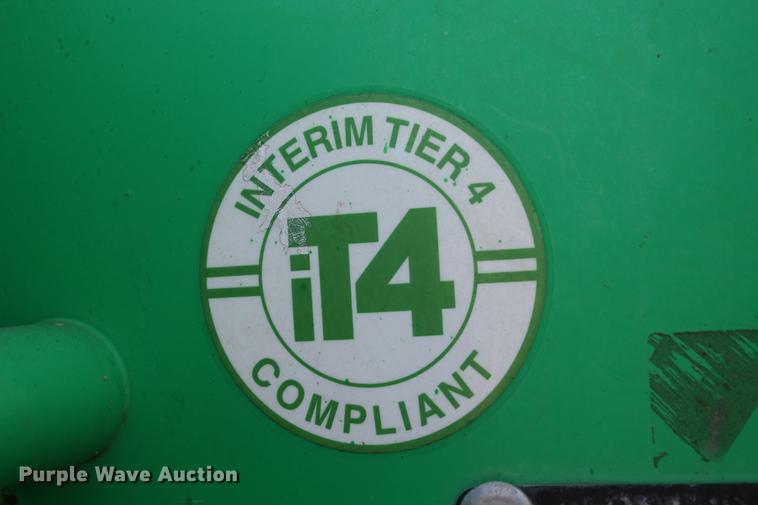 INTERIM TIER 4
iT4
COMPLIANT
Purple Wave Auction